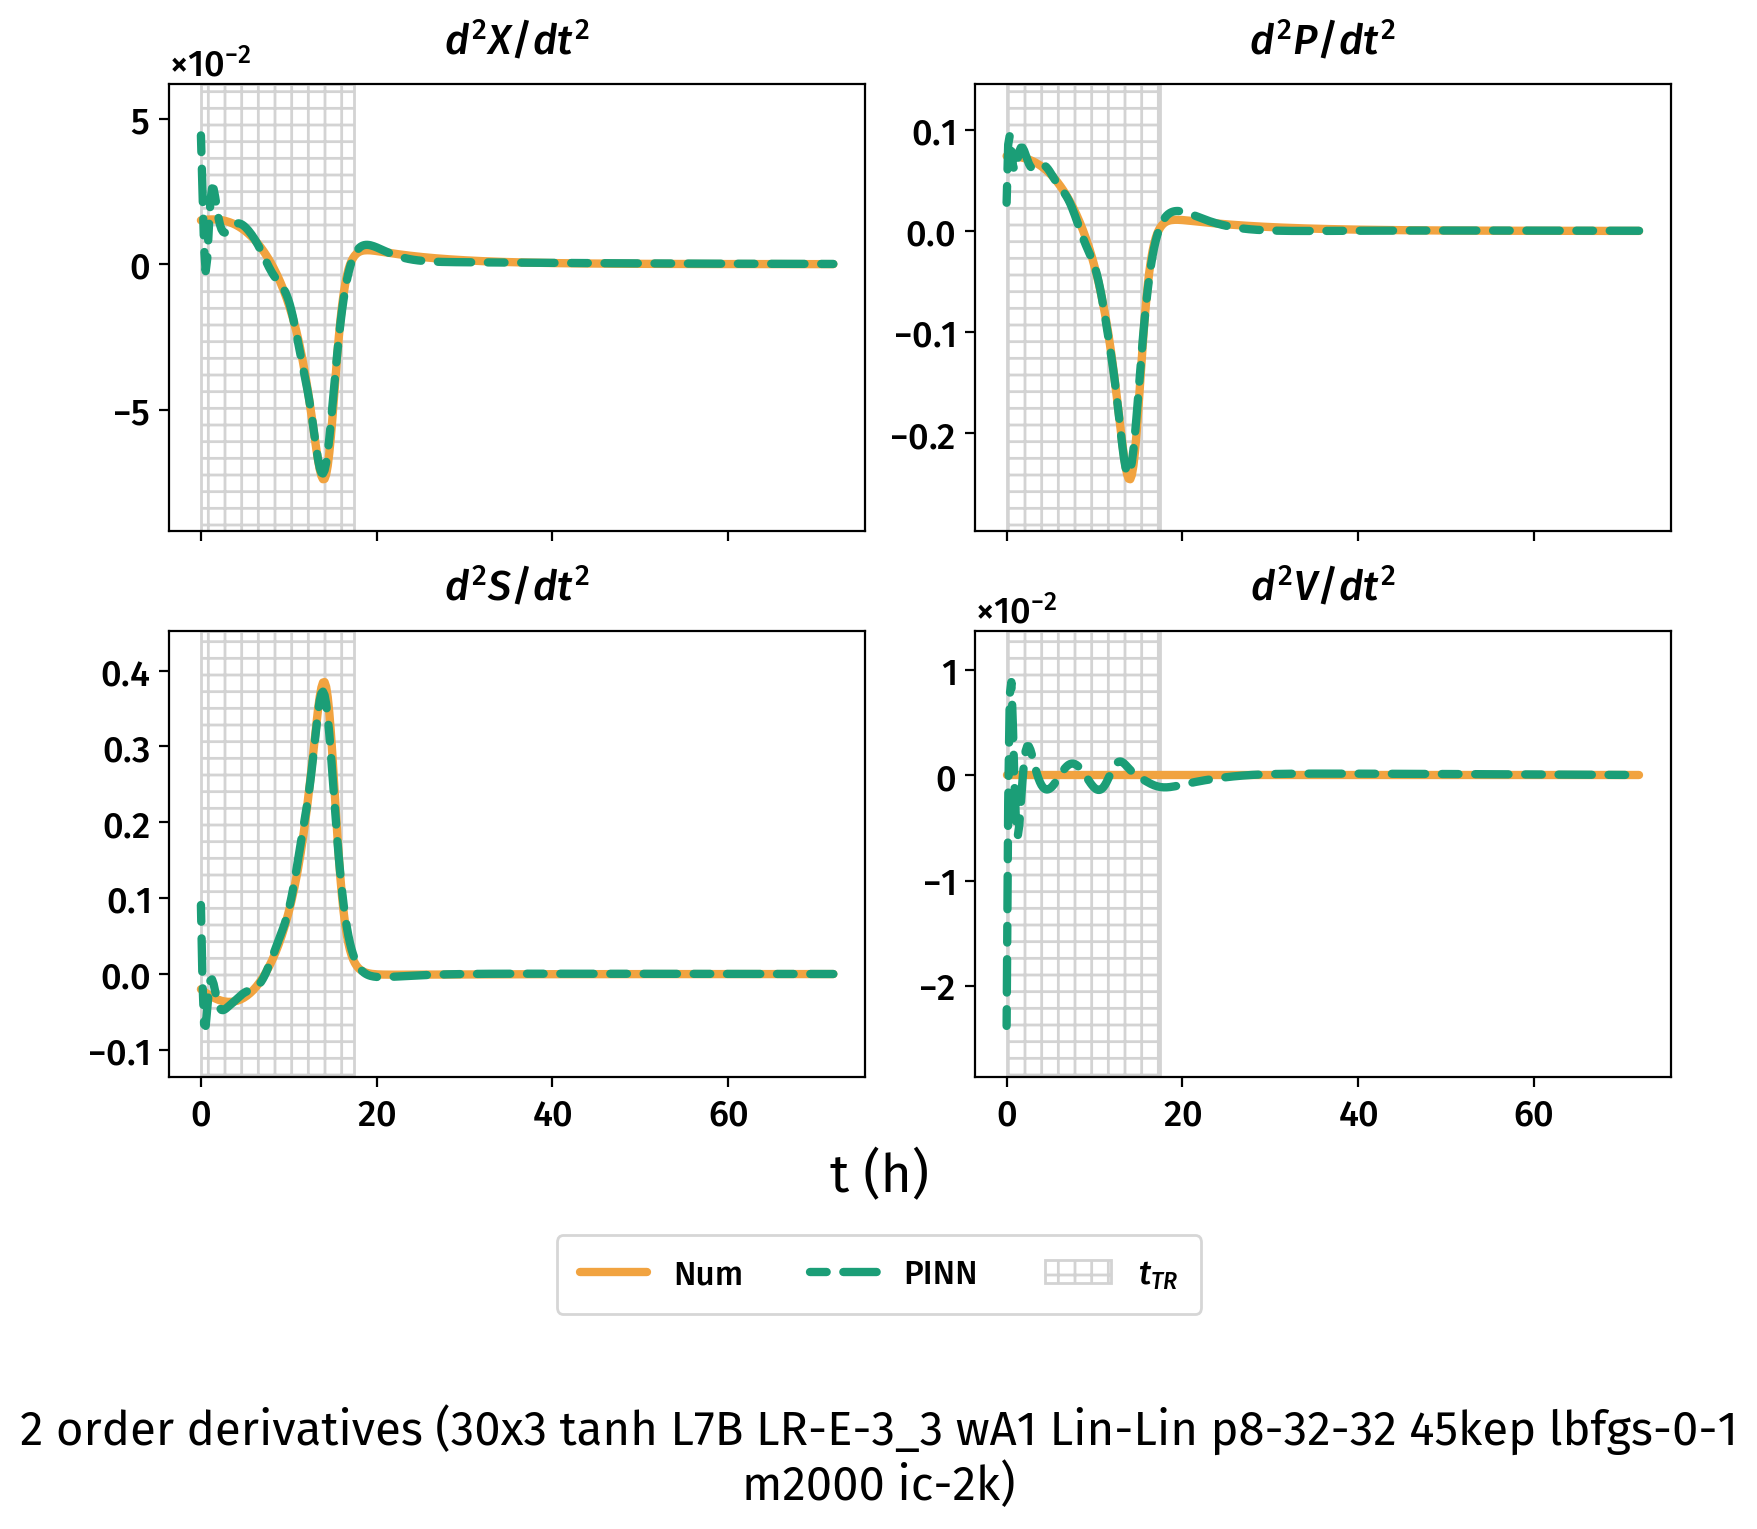 d²X/dt²
d²P/dt²
×10⁻²
5
0
−5
0.1
0.0
−0.1
−0.2
d²S/dt²
d²V/dt²
×10⁻²
0.4
0.3
0.2
0.1
0.0
−0.1
1
0
−1
−2
0 20 40 60
0 20 40 60
t (h)
Num PINN t_TR
2 order derivatives (30x3 tanh L7B LR-E-3_3 wA1 Lin-Lin p8-32-32 45kep lbfgs-0-1
m2000 ic-2k)